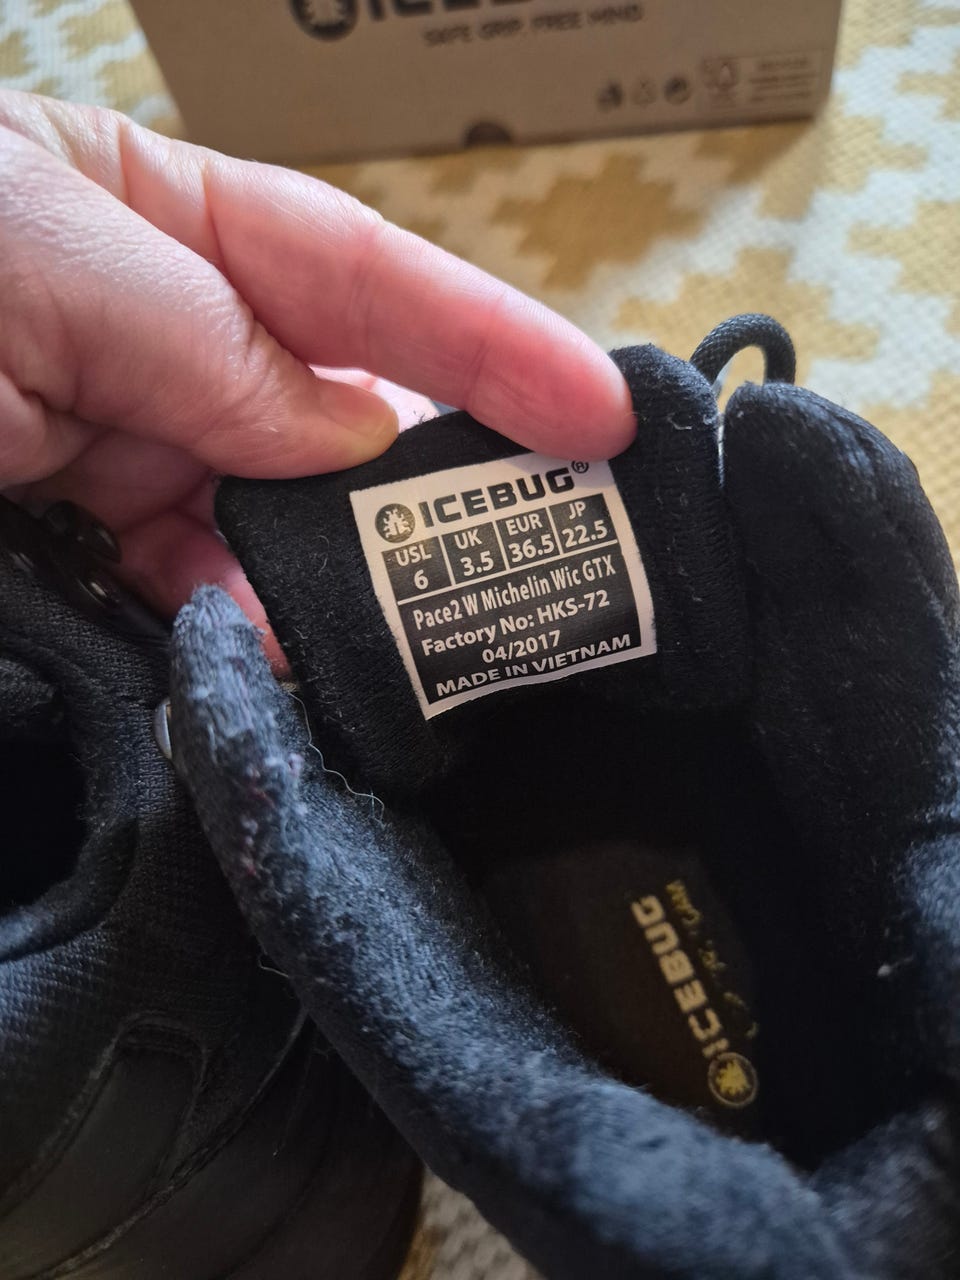 ICEBUG
SAFE GRIP. FREE MIND
ICEBUG®
USL UK EUR JP
6 3.5 36.5 22.5
Pace2 W Michelin Wic GTX
Factory No: HKS-72
04/2017
MADE IN VIETNAM
ICEBUG